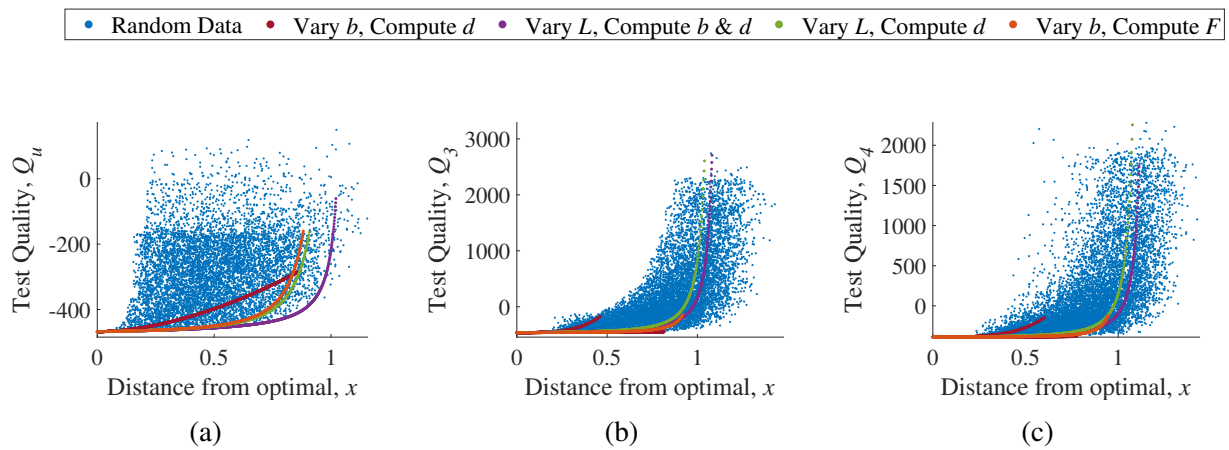 Random Data Vary b, Compute d Vary L, Compute b & d Vary L, Compute d Vary b, Compute F
Test Quality, Q_u
0
-200
-400
0 0.5 1
Distance from optimal, x
(a)
Test Quality, Q_3
3000
2000
1000
0
0 0.5 1
Distance from optimal, x
(b)
Test Quality, Q_4
2000
1500
1000
500
0
0 0.5 1
Distance from optimal, x
(c)